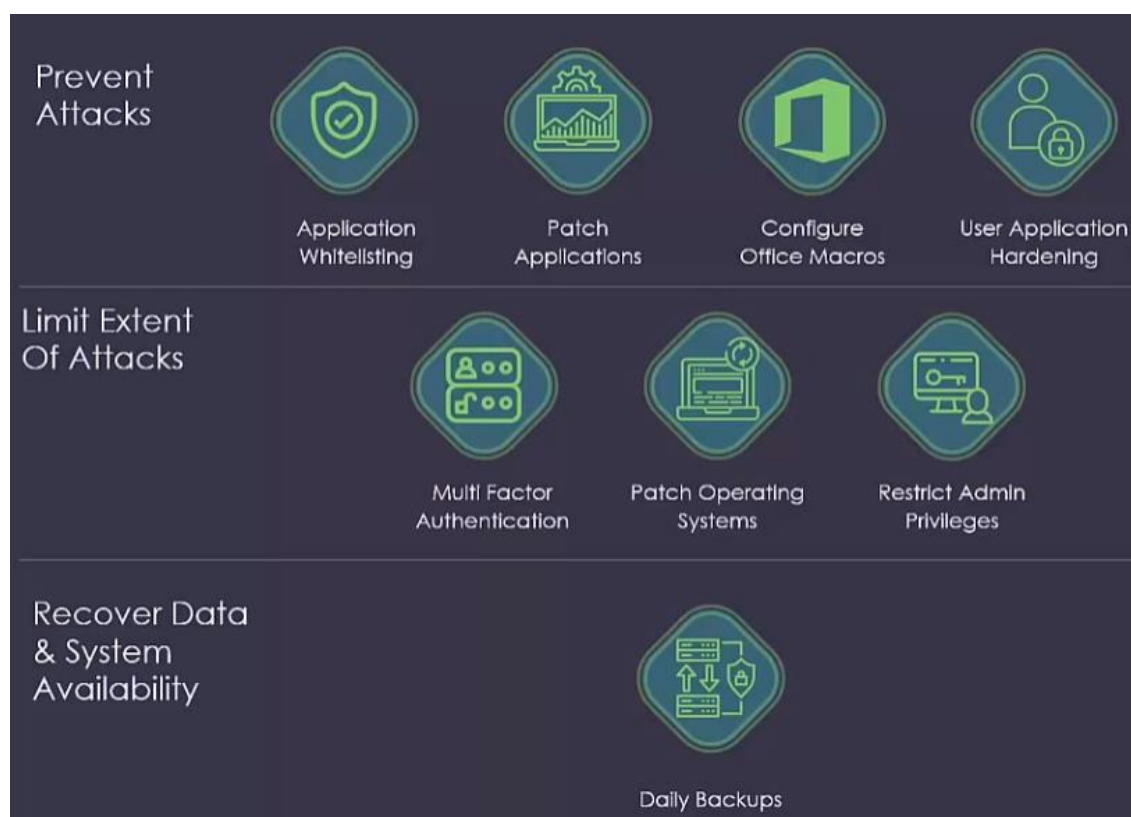 Prevent
Attacks
Application
Whitelisting
Patch
Applications
Configure
Office Macros
User Application
Hardening
Limit Extent
Of Attacks
Multi Factor
Authentication
Patch Operating
Systems
Restrict Admin
Privileges
Recover Data
& System
Availability
Daily Backups